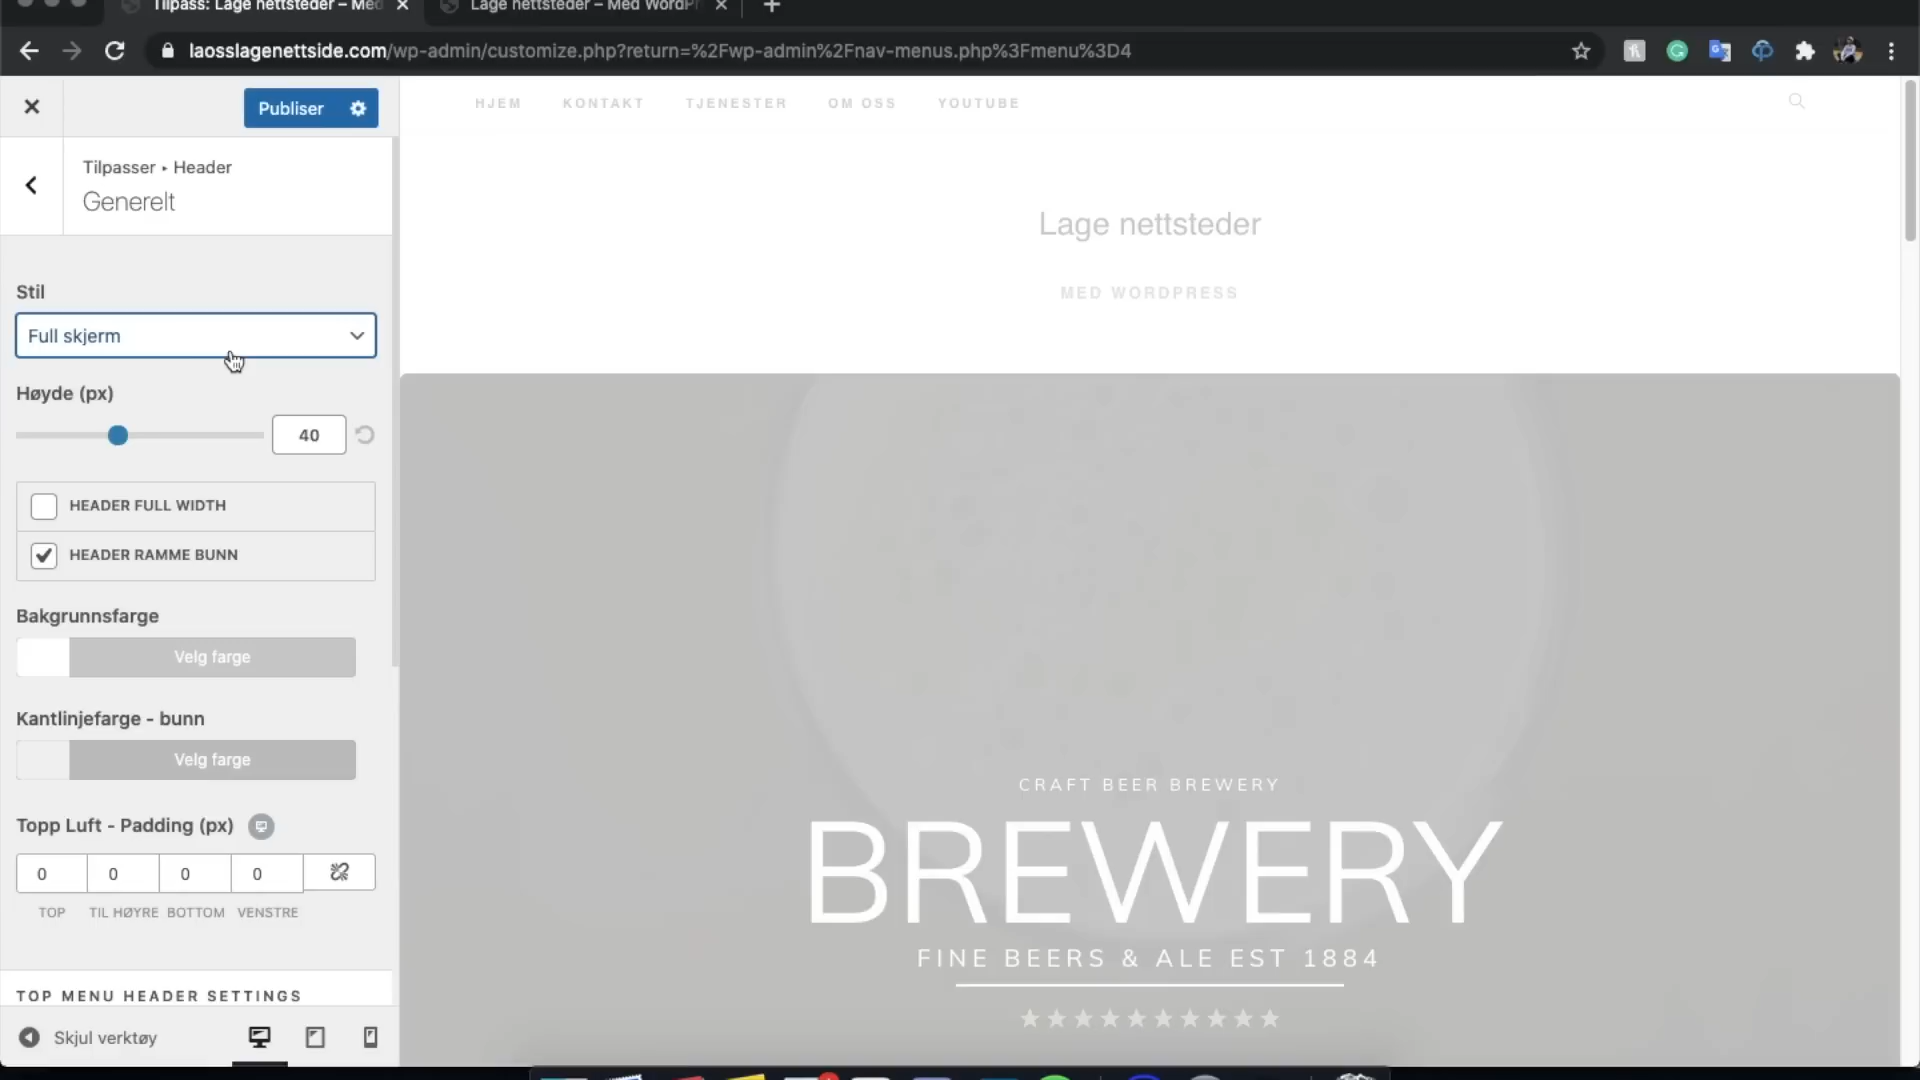 Tilpass: Lage nettsteder – Med
Lage nettsteder – Med WordPr
laosslagenettside.com/wp-admin/customize.php?return=%2Fwp-admin%2Fnav-menus.php%3Fmenu%3D4
Publiser
Tilpasser ▸ Header
Generelt
Stil
Full skjerm
Høyde (px)
40
HEADER FULL WIDTH
HEADER RAMME BUNN
Bakgrunnsfarge
Velg farge
Kantlinjefarge - bunn
Velg farge
Topp Luft - Padding (px)
0 0 0 0
TOP TIL HØYRE BOTTOM VENSTRE
TOP MENU HEADER SETTINGS
Skjul verktøy
HJEM KONTAKT TJENESTER OM OSS YOUTUBE
Lage nettsteder
MED WORDPRESS
CRAFT BEER BREWERY
BREWERY
FINE BEERS & ALE EST 1884